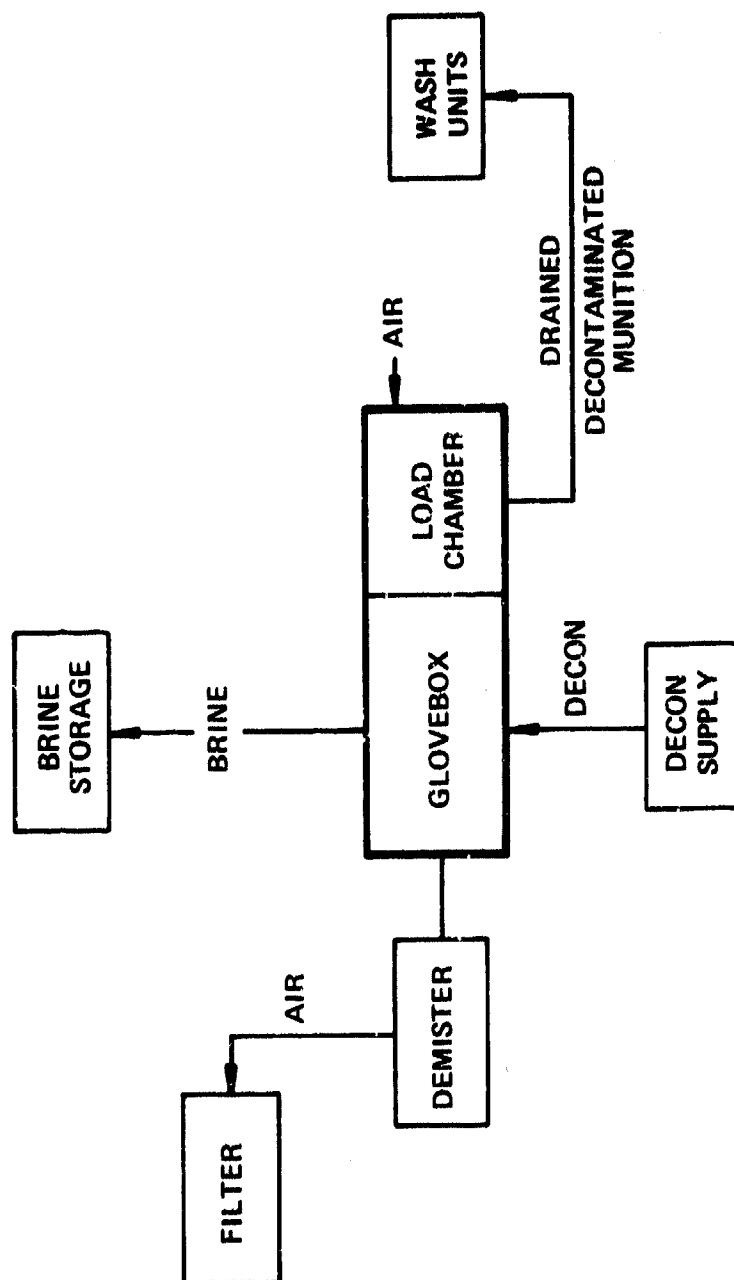 FILTER
AIR
DEMISTER
BRINE
STORAGE
BRINE
GLOVEBOX
LOAD
CHAMBER
AIR
DECON
DECON
SUPPLY
DRAINED
DECONTAMINATED
MUNITION
WASH
UNITS